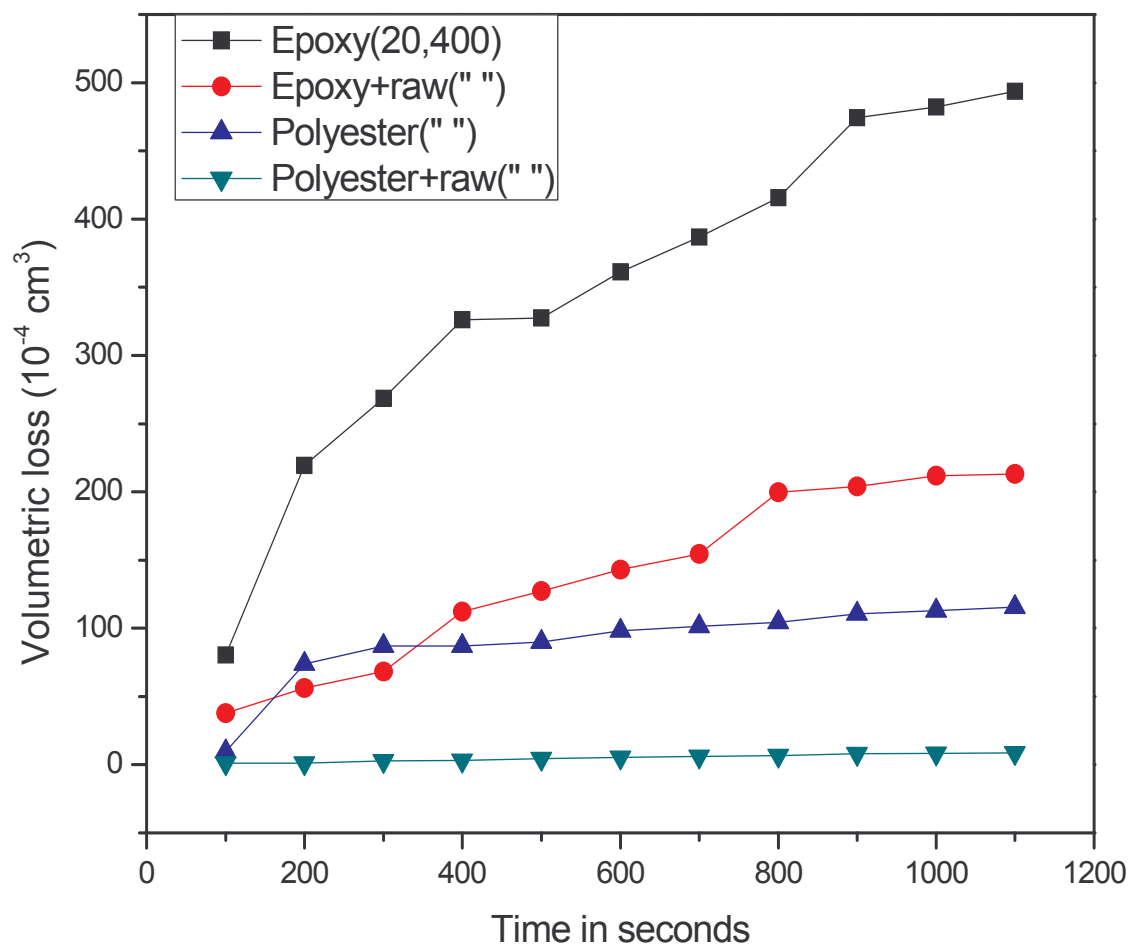 Epoxy(20,400)
Epoxy+raw(" ")
Polyester(" ")
Polyester+raw(" ")
500
400
300
200
100
0
Volumetric loss (10⁻⁴ cm³)
0 200 400 600 800 1000 1200
Time in seconds